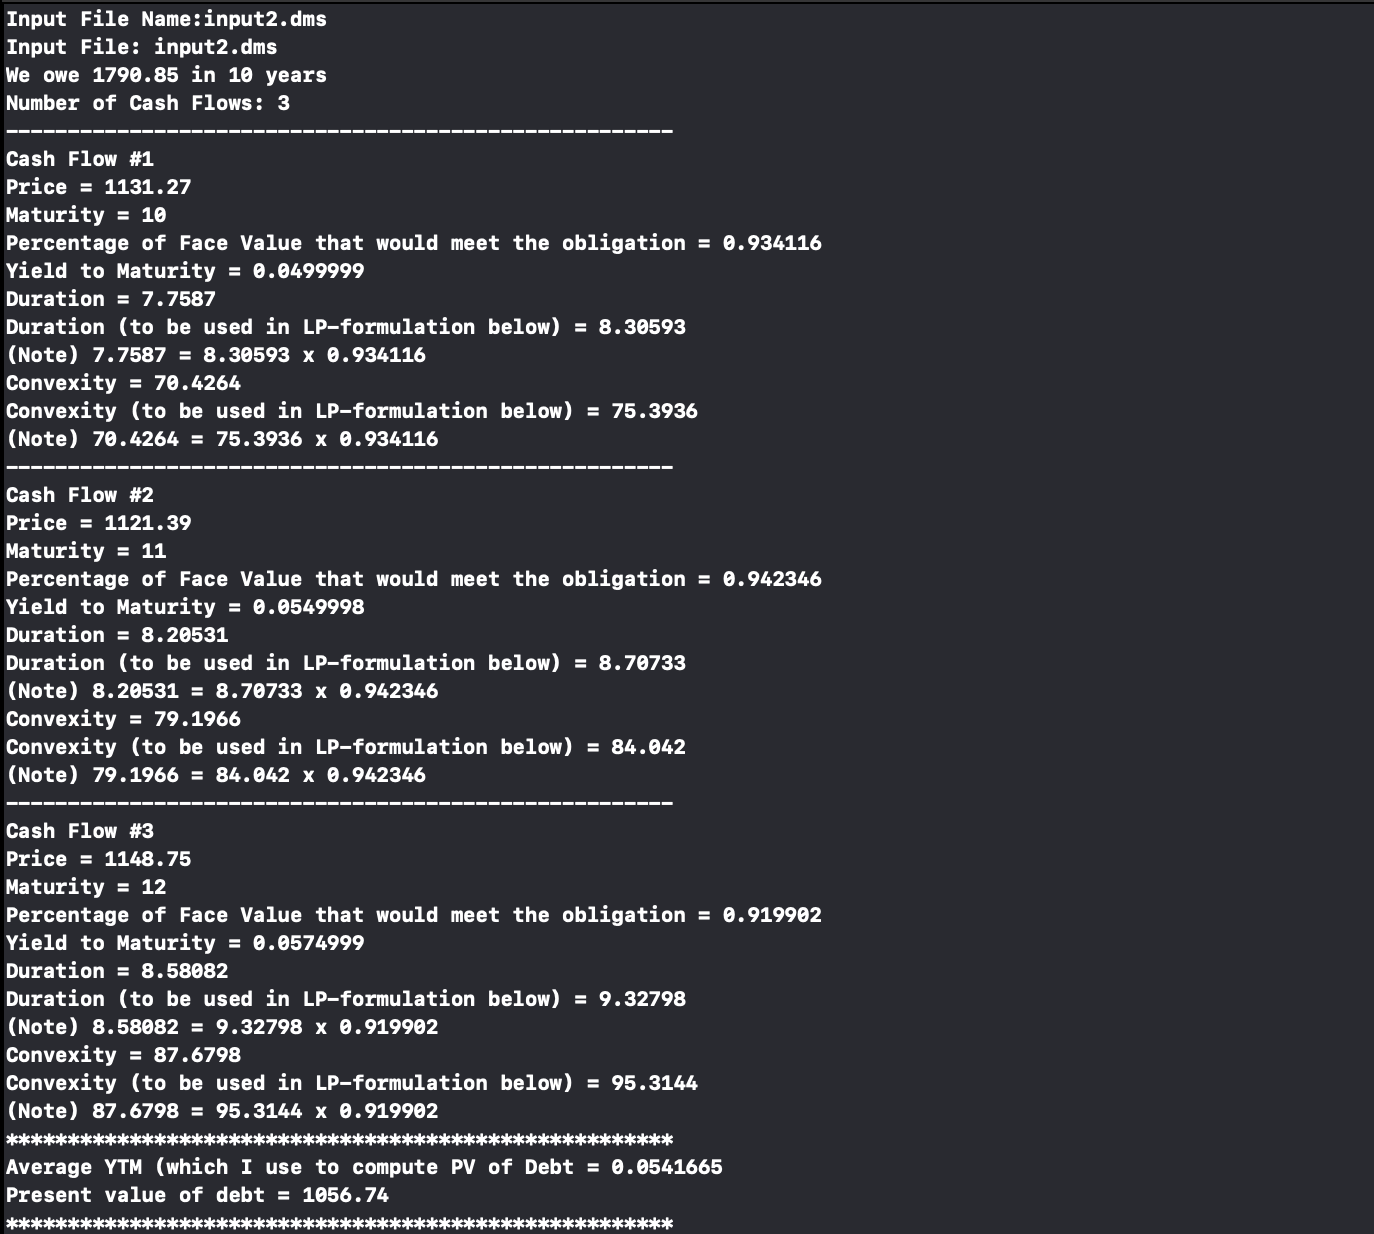 Input File Name:input2.dms
Input File: input2.dms
We owe 1790.85 in 10 years
Number of Cash Flows: 3
------------------------------------------------------
Cash Flow #1
Price = 1131.27
Maturity = 10
Percentage of Face Value that would meet the obligation = 0.934116
Yield to Maturity = 0.0499999
Duration = 7.7587
Duration (to be used in LP-formulation below) = 8.30593
(Note) 7.7587 = 8.30593 x 0.934116
Convexity = 70.4264
Convexity (to be used in LP-formulation below) = 75.3936
(Note) 70.4264 = 75.3936 x 0.934116
------------------------------------------------------
Cash Flow #2
Price = 1121.39
Maturity = 11
Percentage of Face Value that would meet the obligation = 0.942346
Yield to Maturity = 0.0549998
Duration = 8.20531
Duration (to be used in LP-formulation below) = 8.70733
(Note) 8.20531 = 8.70733 x 0.942346
Convexity = 79.1966
Convexity (to be used in LP-formulation below) = 84.042
(Note) 79.1966 = 84.042 x 0.942346
------------------------------------------------------
Cash Flow #3
Price = 1148.75
Maturity = 12
Percentage of Face Value that would meet the obligation = 0.919902
Yield to Maturity = 0.0574999
Duration = 8.58082
Duration (to be used in LP-formulation below) = 9.32798
(Note) 8.58082 = 9.32798 x 0.919902
Convexity = 87.6798
Convexity (to be used in LP-formulation below) = 95.3144
(Note) 87.6798 = 95.3144 x 0.919902
******************************************************
Average YTM (which I use to compute PV of Debt = 0.0541665
Present value of debt = 1056.74
******************************************************